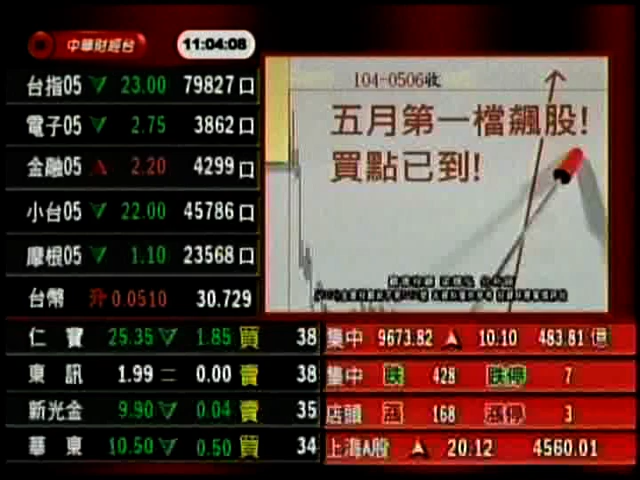 中華財經台 11:04:08
台指05 ▽ 23.00 79827口
電子05 ▽ 2.75 3862口
金融05 △ 2.20 4299口
小台05 ▽ 22.00 45786口
摩根05 ▽ 1.10 23568口
台幣 升 0.0510 30.729
104-0506收
五月第一檔飆股!
買點已到!
仁寶 25.35 ▽ 1.85 買 38
東訊 1.99 = 0.00 賣 38
新光金 9.90 ▽ 0.04 賣 35
華東 10.50 ▽ 0.50 買 34
集中 9673.82 ▲ 10.10 483.81億
集中 跌 428 跌停 7
店頭 漲 168 漲停 3
上海A股 ▲ 20.12 4560.01